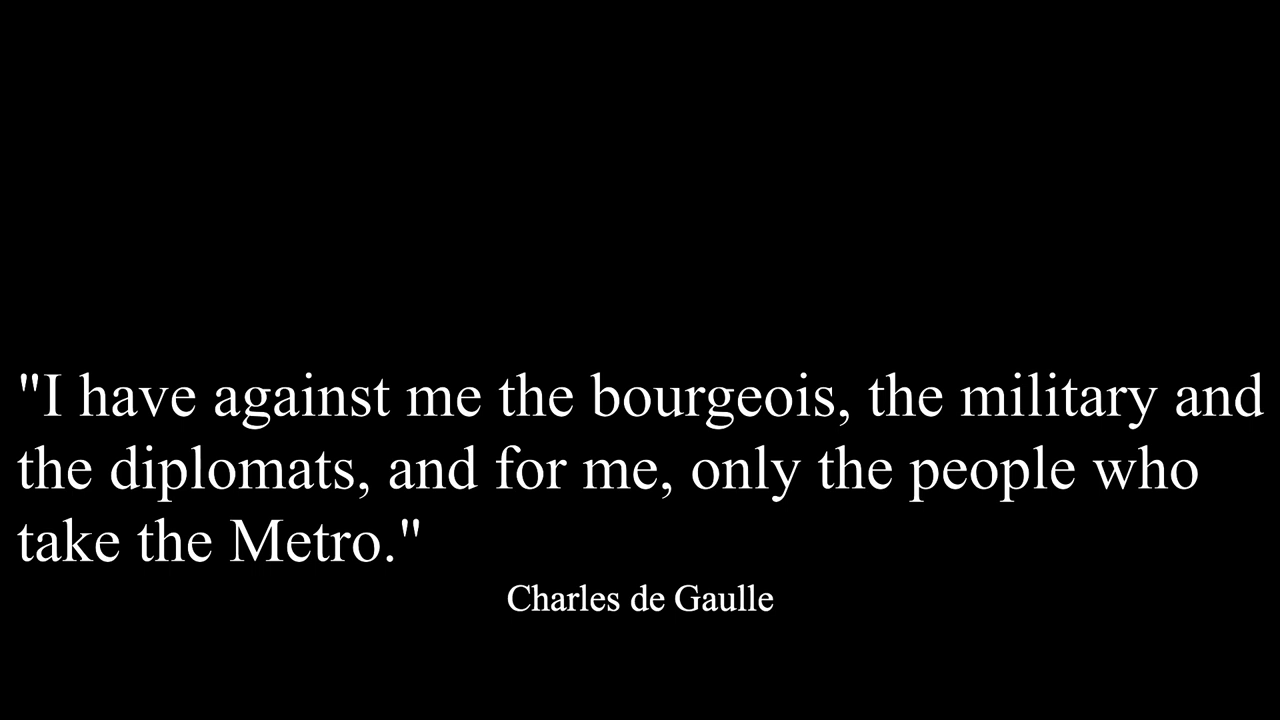 "I have against me the bourgeois, the military and
the diplomats, and for me, only the people who
take the Metro."
Charles de Gaulle